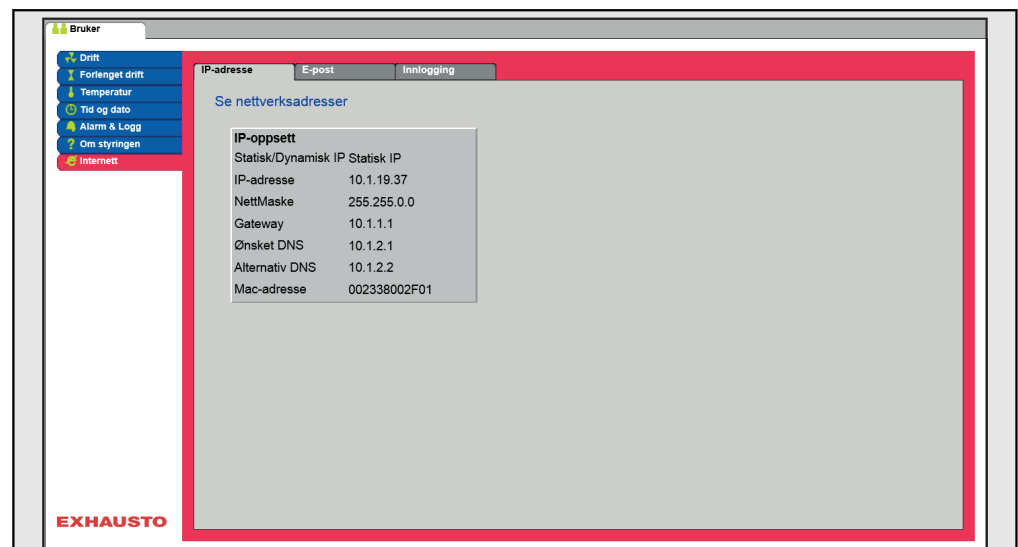 Bruker
Drift
Forlenget drift
Temperatur
Tid og dato
Alarm & Logg
Om styringen
Internett
IP-adresse E-post Innlogging
Se nettverksadresser
IP-oppsett
Statisk/Dynamisk IP Statisk IP
IP-adresse 10.1.19.37
NettMaske 255.255.0.0
Gateway 10.1.1.1
Ønsket DNS 10.1.2.1
Alternativ DNS 10.1.2.2
Mac-adresse 002338002F01
EXHAUSTO